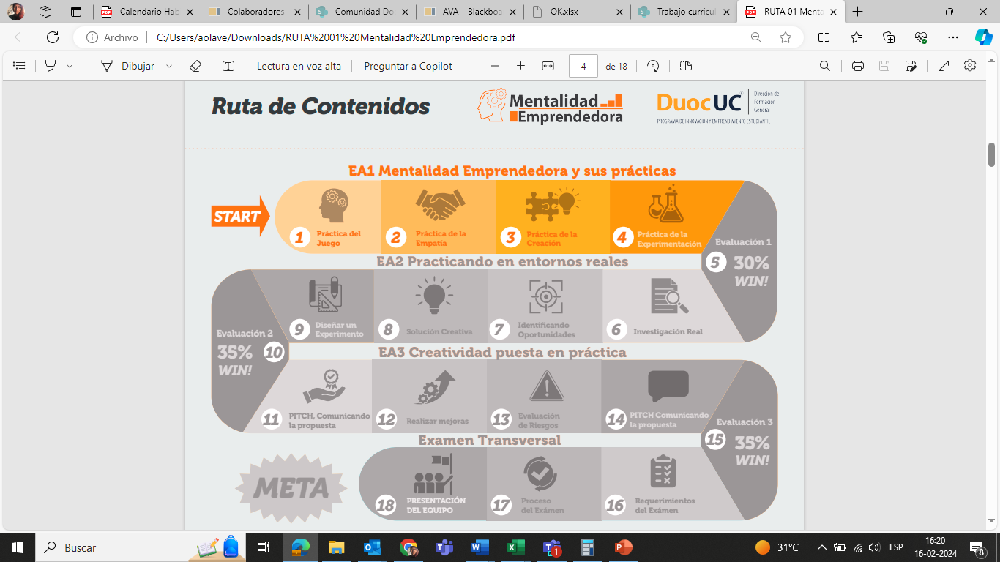 Calendario Hab
Colaboradores -
Comunidad Do
AVA – Blackboa
OK.xlsx
Trabajo curricul
RUTA 01 Menta
Archivo
C:/Users/aolave/Downloads/RUTA%2001%20Mentalidad%20Emprendedora.pdf
Dibujar
Lectura en voz alta
Preguntar a Copilot
4
de 18
Ruta de Contenidos
Mentalidad
Emprendedora
Duoc UC
Dirección de
Formación
General
PROGRAMA DE INNOVACIÓN Y EMPRENDIMIENTO ESTUDIANTIL
EA1 Mentalidad Emprendedora y sus prácticas
START
1 Práctica del
Juego
2 Práctica de la
Empatía
3 Práctica de la
Creación
4 Práctica de la
Experimentación
Evaluación 1
5 30%
WIN!
EA2 Practicando en entornos reales
9 Diseñar un
Experimento
8 Solución Creativa
7 Identificando
Oportunidades
6 Investigación Real
Evaluación 2
35% 10
WIN!
EA3 Creatividad puesta en práctica
11 PITCH, Comunicando
la propuesta
12 Realizar mejoras
13 Evaluación
de Riesgos
14 PITCH Comunicando
la propuesta
Evaluación 3
15 35%
WIN!
Examen Transversal
META
18 PRESENTACIÓN
DEL EQUIPO
17 Proceso
del Exámen
16 Requerimientos
del Exámen
Buscar
1
31°C
ESP
16:20
16-02-2024
8